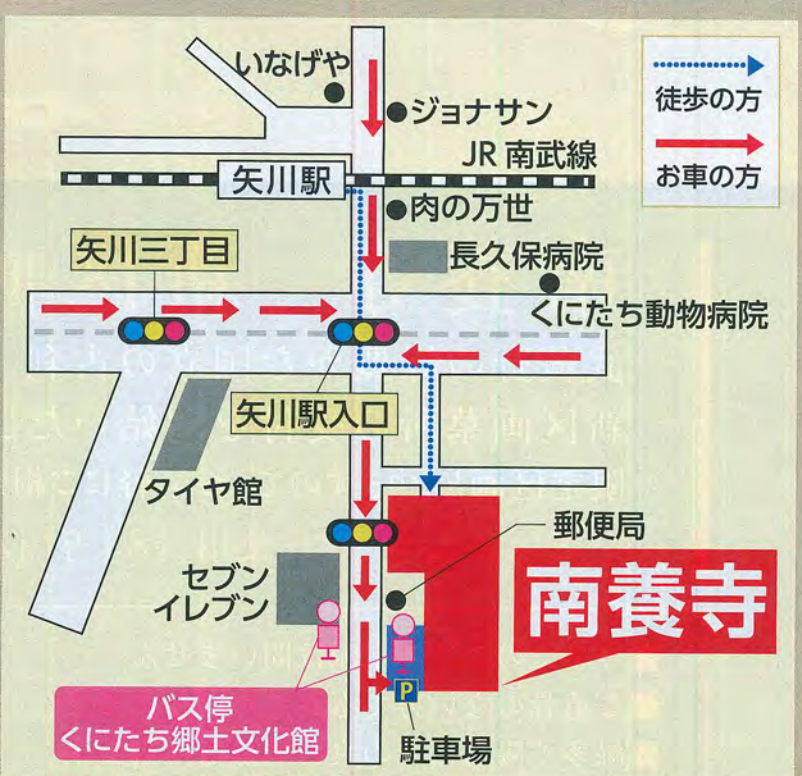 いなげや
ジョナサン
徒歩の方
お車の方
JR 南武線
矢川駅
肉の万世
長久保病院
矢川三丁目
くにたち動物病院
矢川駅入口
タイヤ館
郵便局
セブン
イレブン
南養寺
バス停
くにたち郷土文化館
P
駐車場